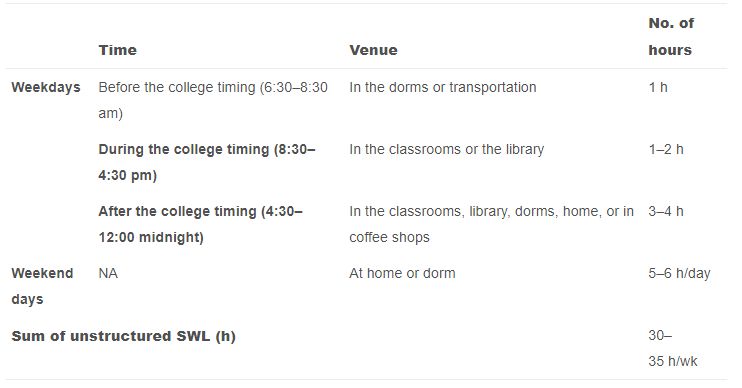 No. of
Time Venue hours
Weekdays Before the college timing (6:30–8:30 In the dorms or transportation 1 h
am)
During the college timing (8:30– In the classrooms or the library 1–2 h
4:30 pm)
After the college timing (4:30– In the classrooms, library, dorms, home, or in 3–4 h
12:00 midnight) coffee shops
Weekend NA At home or dorm 5–6 h/day
days
Sum of unstructured SWL (h) 30–
35 h/wk